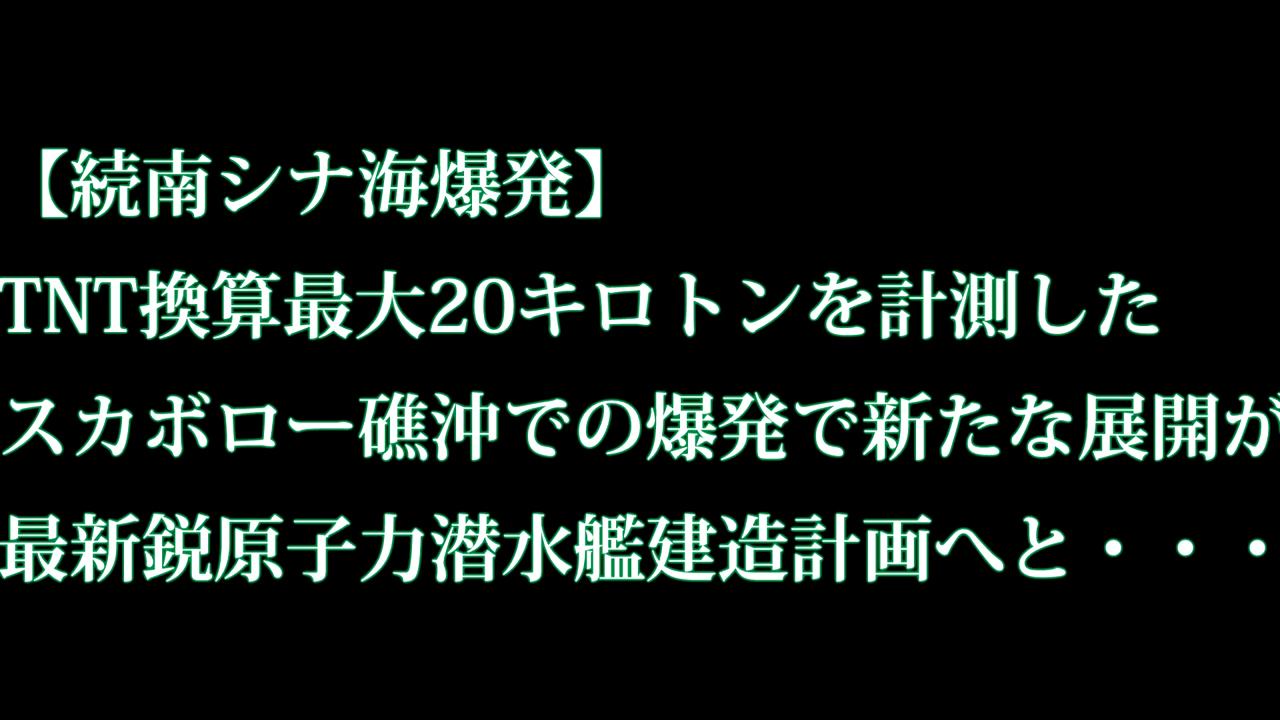 【続南シナ海爆発】
TNT換算最大20キロトンを計測した
スカボロー礁沖での爆発で新たな展開が
最新鋭原子力潜水艦建造計画へと・・・